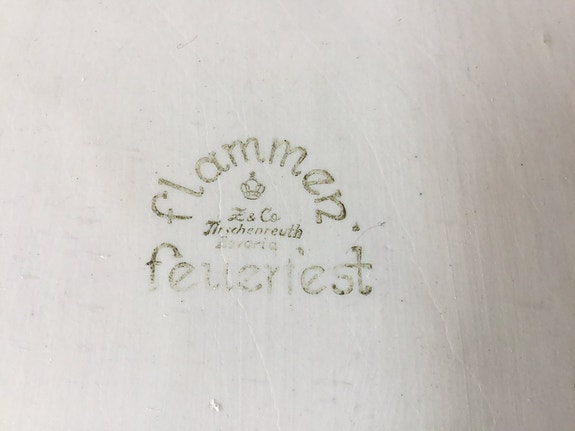 flammen
Z & Co
Tirschenreuth
Bavaria
feuerfest